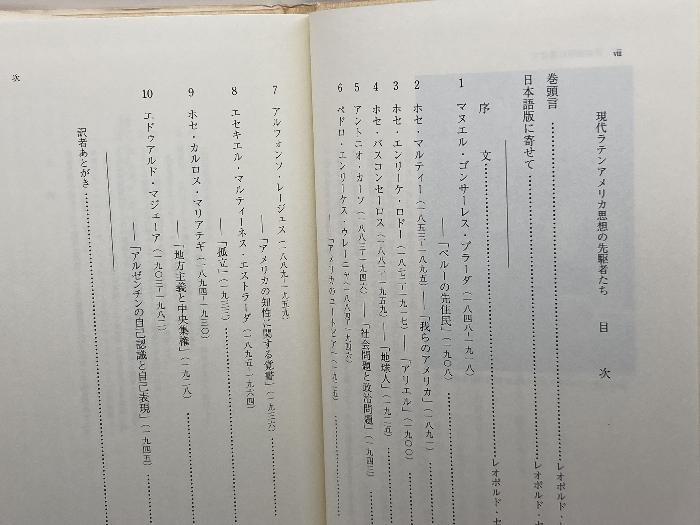 viii
現代ラテンアメリカ思想の先駆者たち 目次
巻頭言……レオポルド・
日本語版に寄せて……レオポルド・
序文……レオポルド・セ
1 マヌエル・ゴンサーレス・プラーダ（一八四八-一九一八）
——「ペルーの先住民」（一九〇八）
2 ホセ・マルティー（一八五三-一八九五）——「我らのアメリカ」（一八九一）
3 ホセ・エンリーケ・ロドー（一八七二-一九一七）——「アリエル」（一九〇〇）
4 ホセ・バスコンセーロス（一八八二-一九五九）——「地球人」（一九二五）
5 アントニオ・カーソ（一八八三-一九四六）——「社会問題と政治問題」（一九四三）
6 ペドロ・エンリーケス・ウレーニャ（一八八四-一九四六）
——「アメリカのユートピア」（一九二五）
7 アルフォンソ・レージェス（一八八九-一九五九）
——「アメリカの知性に関する覚書」（一九三六）
8 エセキエル・マルティーネス・エストラーダ（一八九五-一九六四）
——「孤立」（一九三三）
9 ホセ・カルロス・マリアテギ（一八九四-一九三〇）
——「地方主義と中央集権」（一九二八）
10 エドゥアルド・マジェーア（一九〇三-一九八二）
——「アルゼンチンの自己認識と自己表現」（一九四五）
訳者あとがき……
次